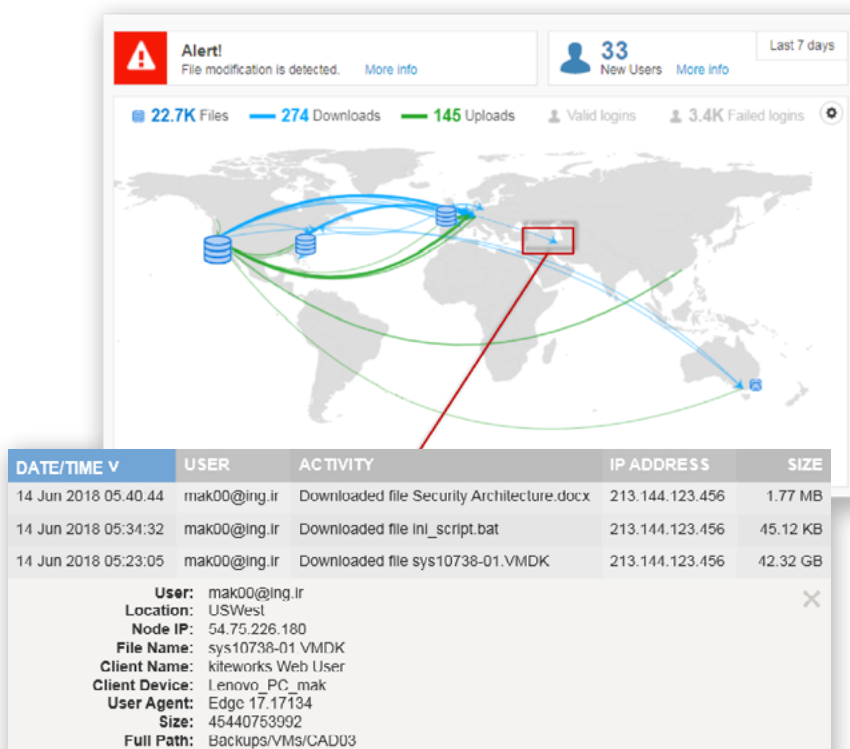 Alert!
File modification is detected. More info
33
New Users More info
Last 7 days
22.7K Files 274 Downloads 145 Uploads Valid logins 3.4K Failed logins
DATE/TIME V USER ACTIVITY IP ADDRESS SIZE
14 Jun 2018 05.40.44 mak00@ing.ir Downloaded file Security Architecture.docx 213.144.123.456 1.77 MB
14 Jun 2018 05:34:32 mak00@ing.ir Downloaded file ini_script.bat 213.144.123.456 45.12 KB
14 Jun 2018 05:23:05 mak00@ing.ir Downloaded file sys10738-01.VMDK 213.144.123.456 42.32 GB
User: mak00@ing.ir
Location: USWest
Node IP: 54.75.226.180
File Name: sys10738-01.VMDK
Client Name: kiteworks Web User
Client Device: Lenovo_PC_mak
User Agent: Edge 17.17134
Size: 45440753992
Full Path: Backups/VMs/CAD03